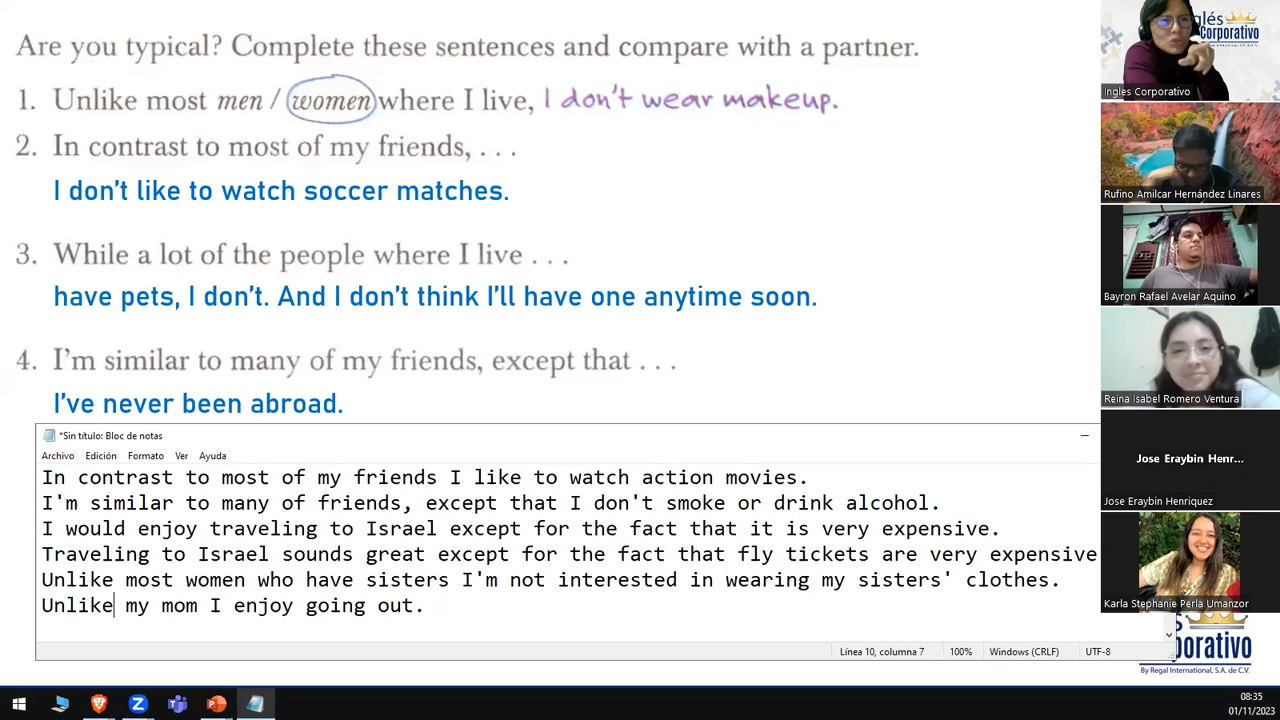 Are you typical? Complete these sentences and compare with a partner.
1. Unlike most men / women where I live, I don't wear makeup.
2. In contrast to most of my friends, . . .
I don't like to watch soccer matches.
3. While a lot of the people where I live . . .
have pets, I don't. And I don't think I'll have one anytime soon.
4. I'm similar to many of my friends, except that . . .
I've never been abroad.
*Sin título: Bloc de notas
Archivo Edición Formato Ver Ayuda
In contrast to most of my friends I like to watch action movies.
I'm similar to many of friends, except that I don't smoke or drink alcohol.
I would enjoy traveling to Israel except for the fact that it is very expensive.
Traveling to Israel sounds great except for the fact that fly tickets are very expensive
Unlike most women who have sisters I'm not interested in wearing my sisters' clothes.
Unlike my mom I enjoy going out.
Línea 10, columna 7 100% Windows (CRLF) UTF-8
Corporativo
Ingles Corporativo
Rufino Amilcar Hernández Linares
Bayron Rafael Avelar Aquino
Reina Isabel Romero Ventura
Jose Eraybin Henr...
Jose Eraybin Henriquez
Karla Stephanie Perla Umanzor
By Regal International, S.A. de C.V.
08:35
01/11/2023